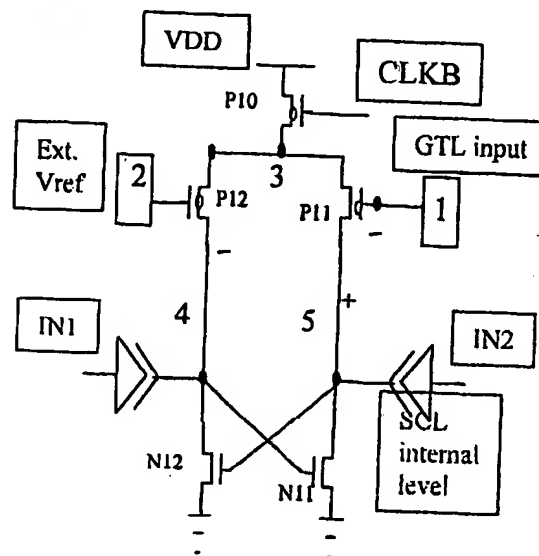 VDD
CLKB
P10
Ext.
Vref
GTL input
2
3
P12
P11
1
4
5
IN1
IN2
SCL
internal
level
N12
N11